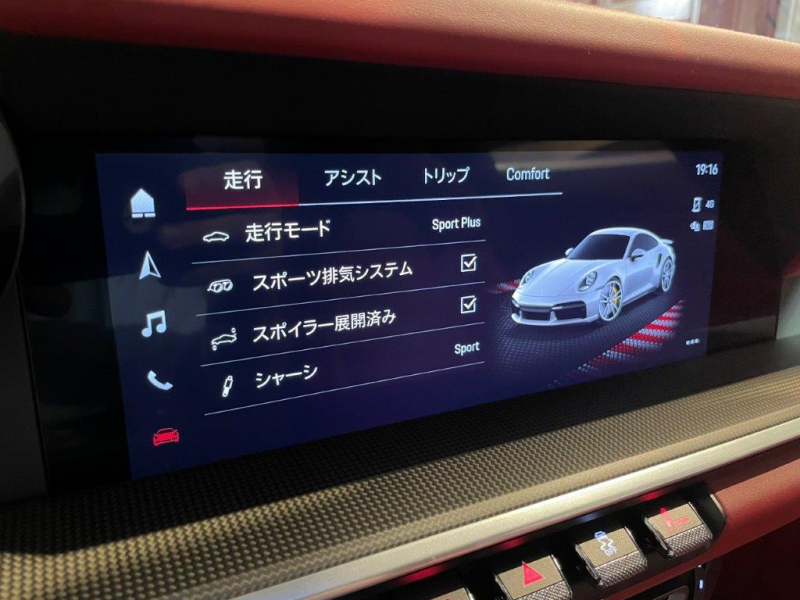 走行 アシスト トリップ Comfort 19:16
4G
走行モード Sport Plus
スポーツ排気システム
スポイラー展開済み
シャーシ Sport